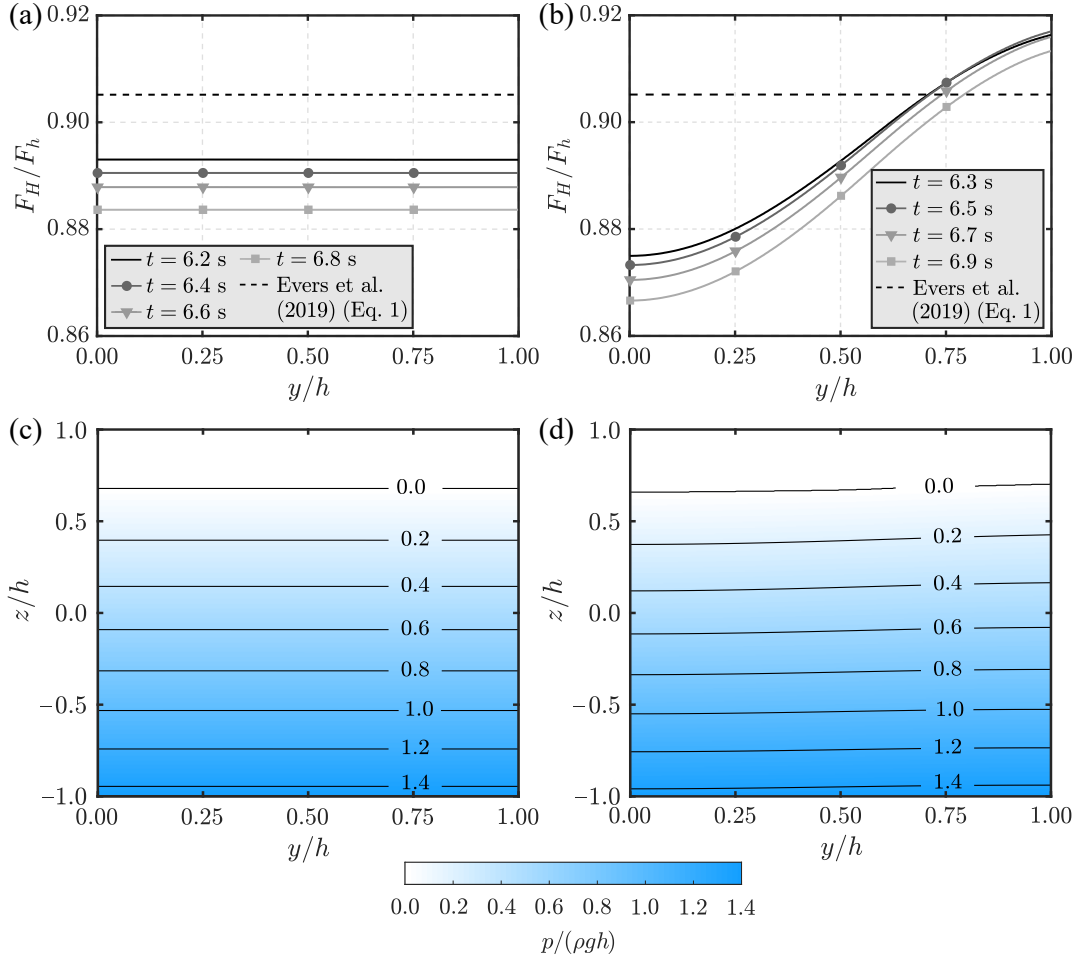 (a)
0.92
0.90
0.88
0.86
F_H/F_h
t = 6.2 s
t = 6.4 s
t = 6.6 s
t = 6.8 s
Evers et al.
(2019) (Eq. 1)
0.00 0.25 0.50 0.75 1.00
y/h
(b)
0.92
0.90
0.88
0.86
F_H/F_h
t = 6.3 s
t = 6.5 s
t = 6.7 s
t = 6.9 s
Evers et al.
(2019) (Eq. 1)
0.00 0.25 0.50 0.75 1.00
y/h
(c)
1.0
0.5
0.0
−0.5
−1.0
z/h
0.0
0.2
0.4
0.6
0.8
1.0
1.2
1.4
0.00 0.25 0.50 0.75 1.00
y/h
(d)
1.0
0.5
0.0
−0.5
−1.0
z/h
0.0
0.2
0.4
0.6
0.8
1.0
1.2
1.4
0.00 0.25 0.50 0.75 1.00
y/h
0.0 0.2 0.4 0.6 0.8 1.0 1.2 1.4
p/(ρgh)